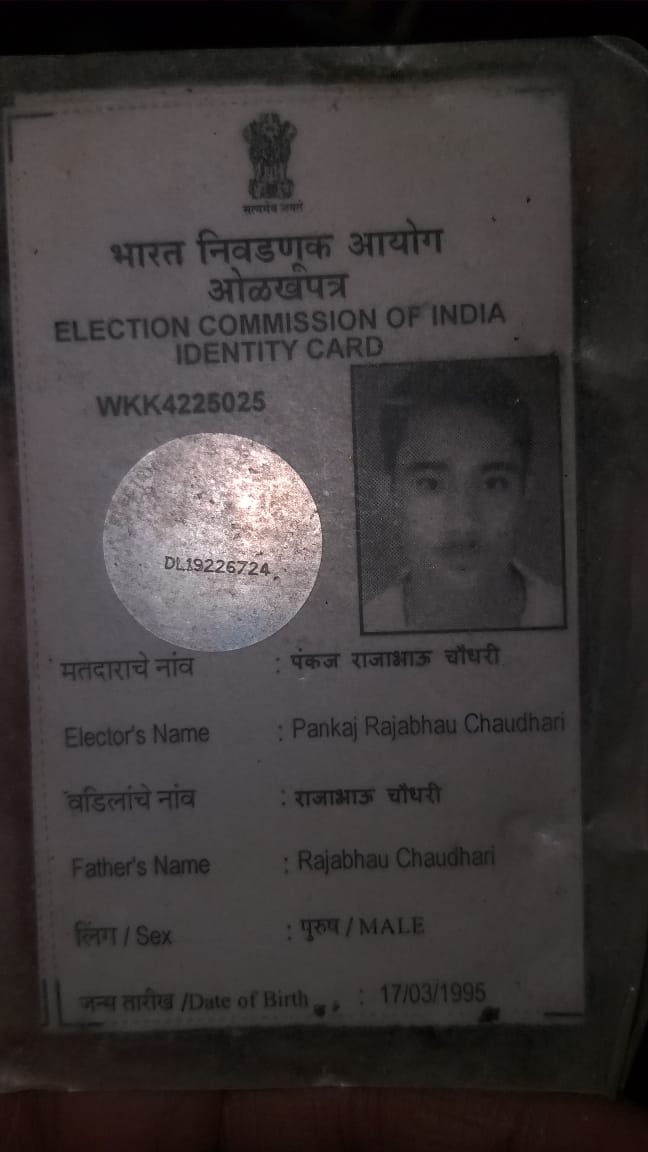 सत्यमेव जयते
भारत निवडणूक आयोग
ओळखपत्र
ELECTION COMMISSION OF INDIA
IDENTITY CARD
WKK4225025
DL19226724
मतदाराचे नांव : पंकज राजाभाऊ चौधरी
Elector's Name : Pankaj Rajabhau Chaudhari
वडिलांचे नांव : राजाभाऊ चौधरी
Father's Name : Rajabhau Chaudhari
लिंग / Sex : पुरुष / MALE
जन्म तारीख /Date of Birth : 17/03/1995